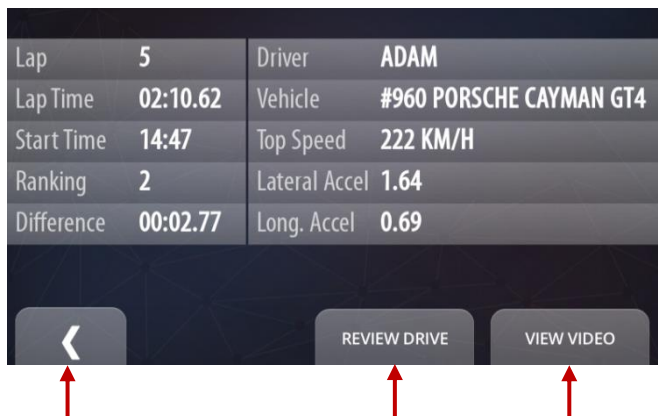 Lap 5 Driver ADAM
Lap Time 02:10.62 Vehicle #960 PORSCHE CAYMAN GT4
Start Time 14:47 Top Speed 222 KM/H
Ranking 2 Lateral Accel 1.64
Difference 00:02.77 Long. Accel 0.69
REVIEW DRIVE VIEW VIDEO